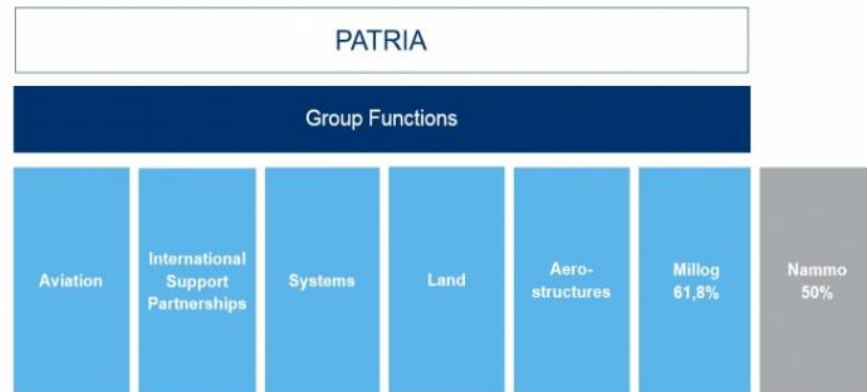 PATRIA
Group Functions
Aviation
International
Support
Partnerships
Systems
Land
Aero-
structures
Millog
61,8%
Nammo
50%